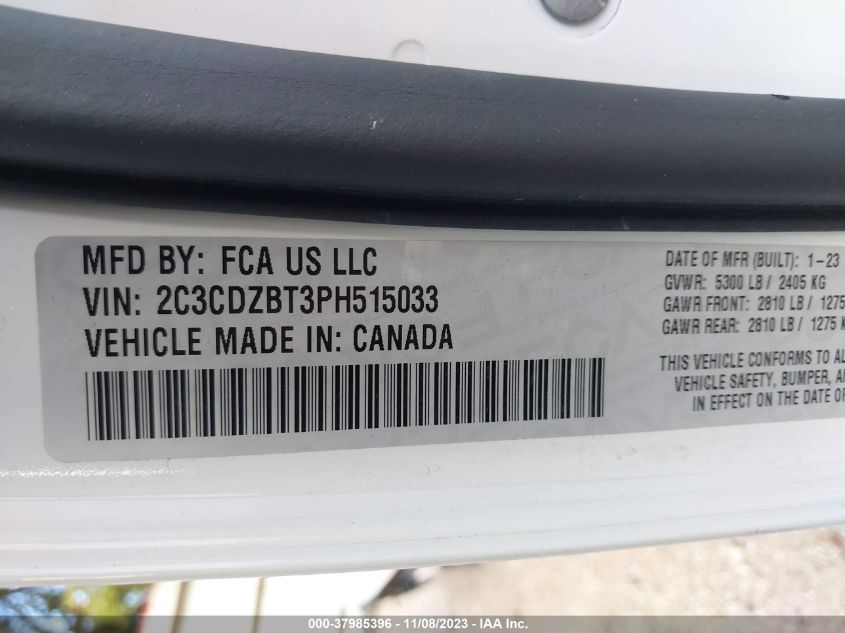 MFD BY: FCA US LLC
VIN: 2C3CDZBT3PH515033
VEHICLE MADE IN: CANADA
DATE OF MFR (BUILT): 1-23
GVWR: 5300 LB / 2405 KG
GAWR FRONT: 2810 LB / 1275
GAWR REAR: 2810 LB / 1275 K
THIS VEHICLE CONFORMS TO AL
VEHICLE SAFETY, BUMPER, A
IN EFFECT ON THE DATE OF
000-37985396 - 11/08/2023 - IAA Inc.